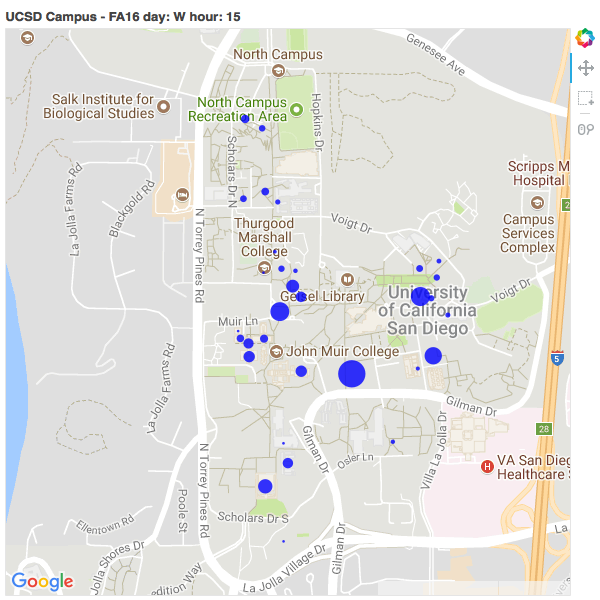 UCSD Campus - FA16 day: W hour: 15
Genesee Ave
North Campus
Salk Institute for
Biological Studies
North Campus
Recreation Area
Hopkins Dr
Scholars Dr N
La Jolla Farms Rd
Blackgold Rd
N Torrey Pines Rd
Scripps M
Hospital
2
Campus
Services
Complex
Voigt Dr
Thurgood
Marshall
College
Geisel Library
University
of California
San Diego
Voigt Dr
Muir Ln
John Muir College
5
La Jolla Farms Rd
Gilman Dr
Gilman Dr
Villa La Jolla Dr
28
Osler Ln
VA San Dieg
Healthcare
N Torrey Pines Rd
Poole St
Ellentown Rd
Scholars Dr S
La
La Jolla Shores Dr
Gilman Dr
La Jolla Village Dr
edition Way
Google